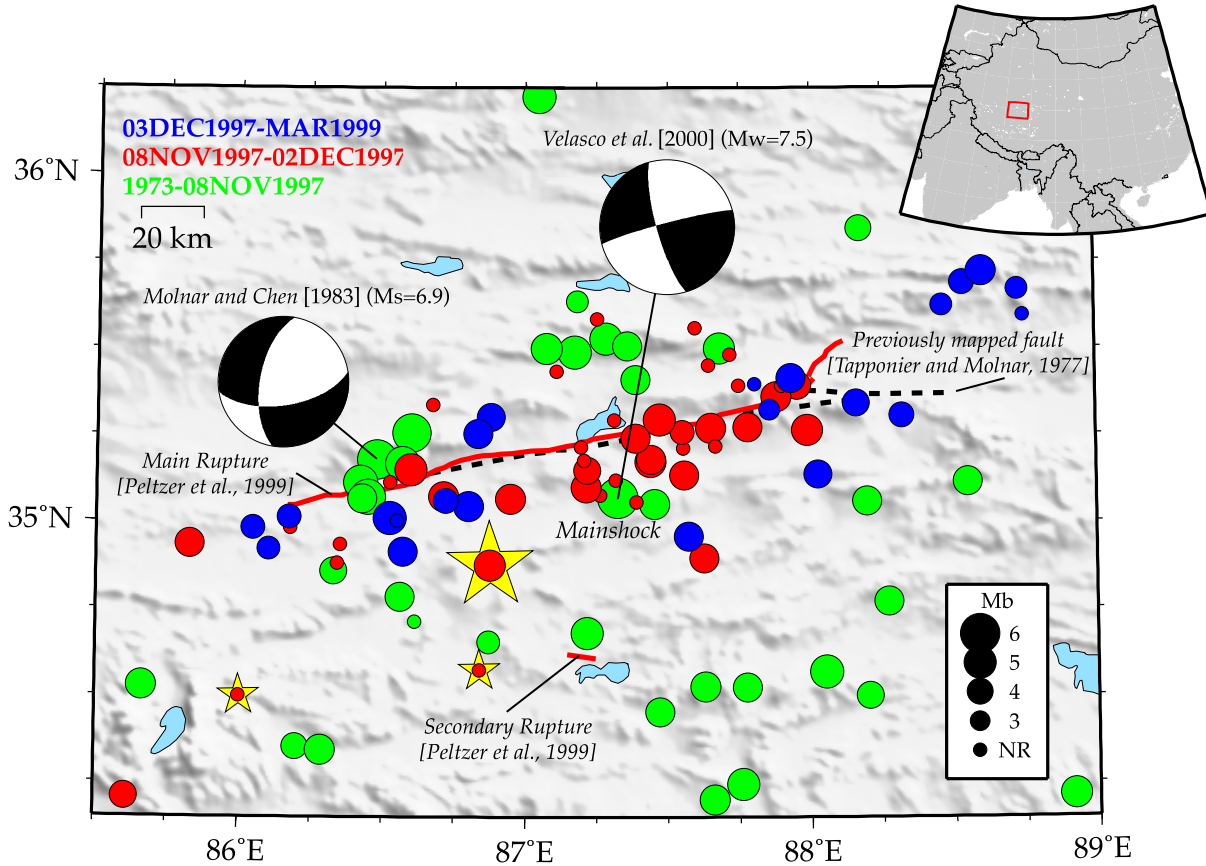 03DEC1997-MAR1999
08NOV1997-02DEC1997
1973-08NOV1997
20 km
Velasco et al. [2000] (Mw=7.5)
36°N
Molnar and Chen [1983] (Ms=6.9)
Previously mapped fault
[Tapponier and Molnar, 1977]
Main Rupture
[Peltzer et al., 1999]
35°N
Mainshock
Secondary Rupture
[Peltzer et al., 1999]
Mb
6
5
4
3
NR
86°E
87°E
88°E
89°E